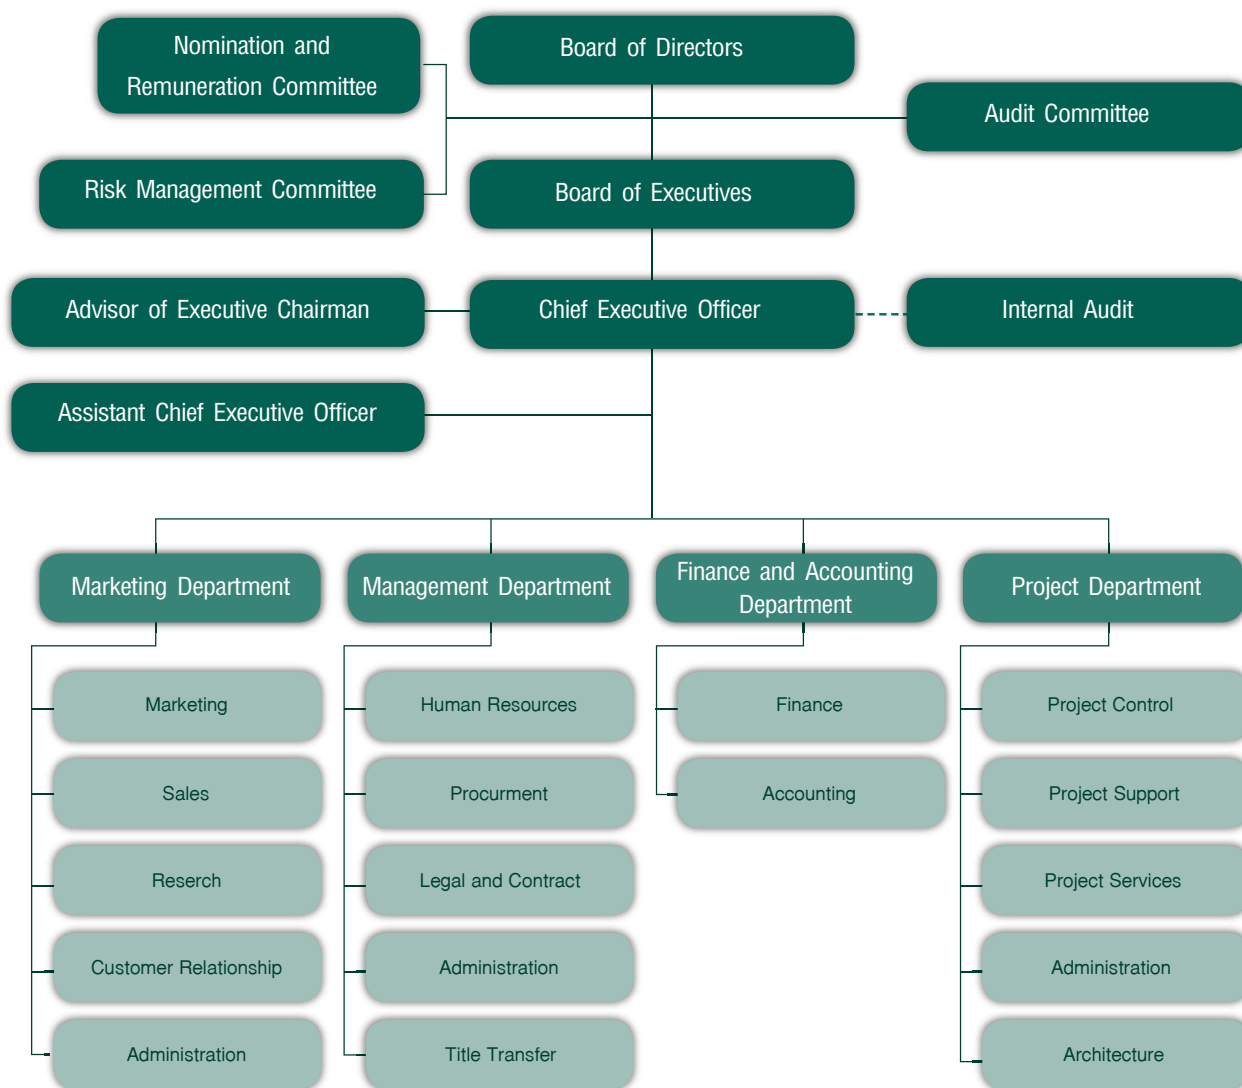 Nomination and
Remuneration Committee
Board of Directors
Audit Committee
Risk Management Committee
Board of Executives
Advisor of Executive Chairman
Chief Executive Officer
Internal Audit
Assistant Chief Executive Officer
Marketing Department
Management Department
Finance and Accounting
Department
Project Department
Marketing
Human Resources
Finance
Project Control
Sales
Procurment
Accounting
Project Support
Reserch
Legal and Contract
Project Services
Customer Relationship
Administration
Administration
Administration
Title Transfer
Architecture